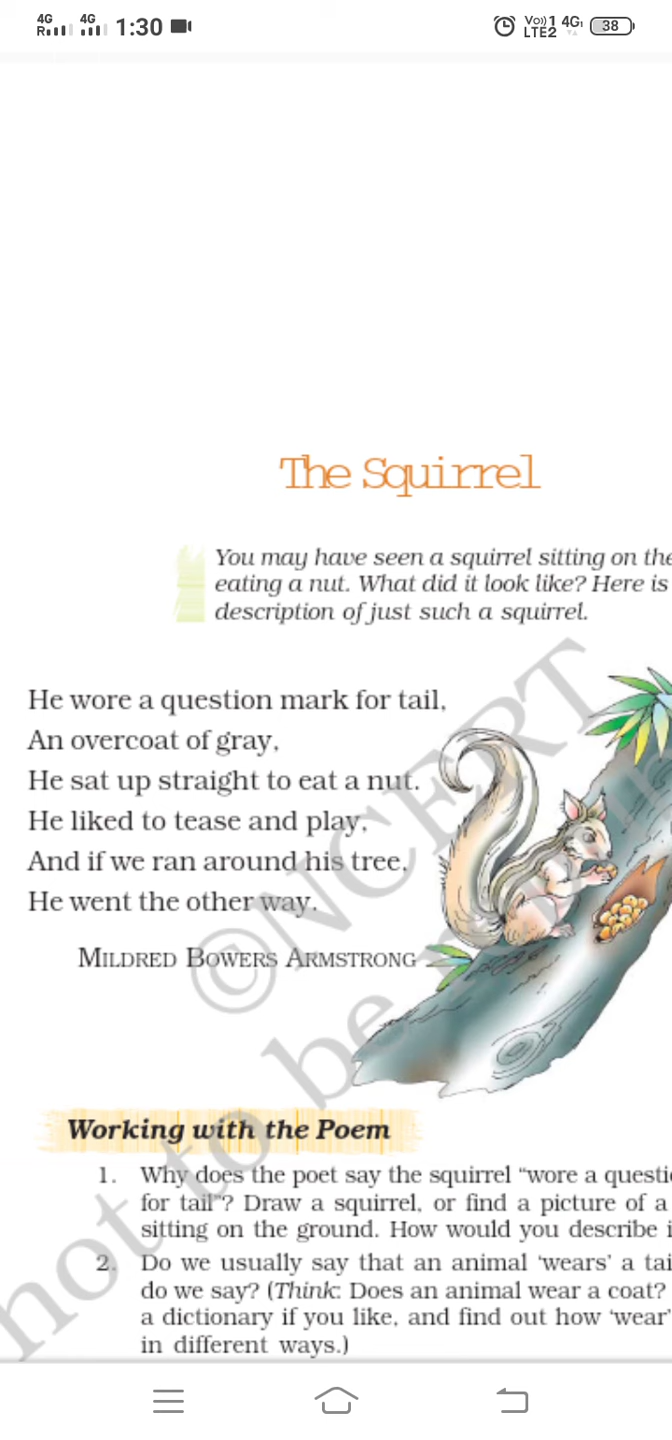 4G 4G 1:30 Vo)) 1 4G
R LTE2 38
The Squirrel
You may have seen a squirrel sitting on the
eating a nut. What did it look like? Here is
description of just such a squirrel.
He wore a question mark for tail,
An overcoat of gray,
He sat up straight to eat a nut.
He liked to tease and play,
And if we ran around his tree,
He went the other way.
MILDRED BOWERS ARMSTRONG
©NCERT
not to be
Working with the Poem
1. Why does the poet say the squirrel “wore a questi
for tail”? Draw a squirrel, or find a picture of a
sitting on the ground. How would you describe i
2. Do we usually say that an animal ‘wears’ a tai
do we say? (Think: Does an animal wear a coat?
a dictionary if you like, and find out how ‘wear’
in different ways.)